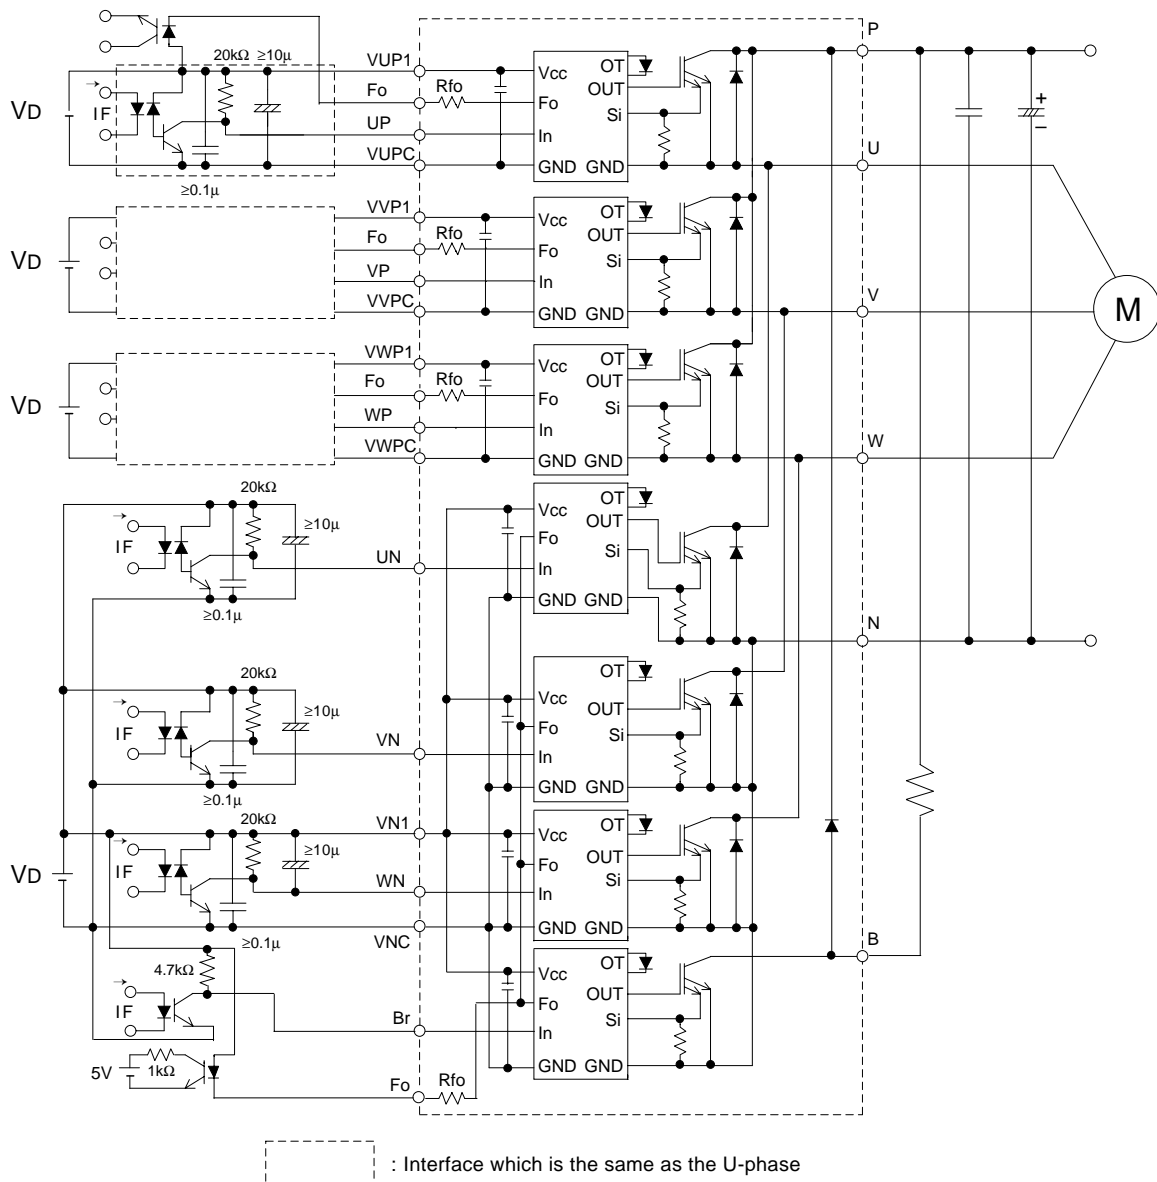 P
20kΩ ≥10μ
VUP1
Vcc
OT
Fo
Rfo
Fo
OUT
Si
VD
IF
UP
In
VUPC
GND GND
U
≥0.1μ
+
−
VVP1
Vcc
OT
Fo
Rfo
Fo
OUT
Si
VD
VP
In
VVPC
GND GND
V
M
VWP1
Vcc
OT
Fo
Rfo
Fo
OUT
Si
VD
WP
In
VWPC
GND GND
W
20kΩ
≥10μ
IF
≥0.1μ
UN
Vcc
OT
Fo
OUT
Si
In
GND GND
N
20kΩ
≥10μ
IF
≥0.1μ
VN
Vcc
OT
Fo
OUT
Si
In
GND GND
20kΩ
≥10μ
VN1
VD
IF
WN
≥0.1μ
VNC
Vcc
OT
Fo
OUT
Si
In
GND GND
B
4.7kΩ
IF
Br
Vcc
OT
Fo
OUT
Si
In
GND GND
5V
1kΩ
Fo
Rfo
: Interface which is the same as the U-phase